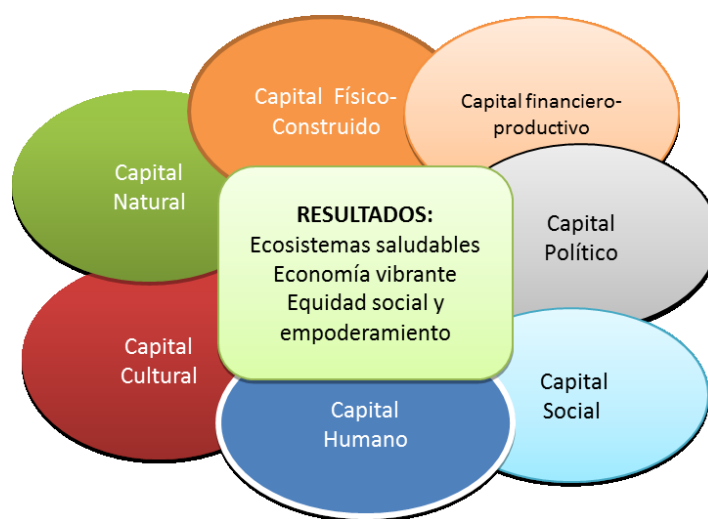 Capital Físico-
Construido
Capital financiero-
productivo
Capital
Natural
RESULTADOS:
Ecosistemas saludables
Economía vibrante
Equidad social y
empoderamiento
Capital
Político
Capital
Cultural
Capital
Social
Capital
Humano